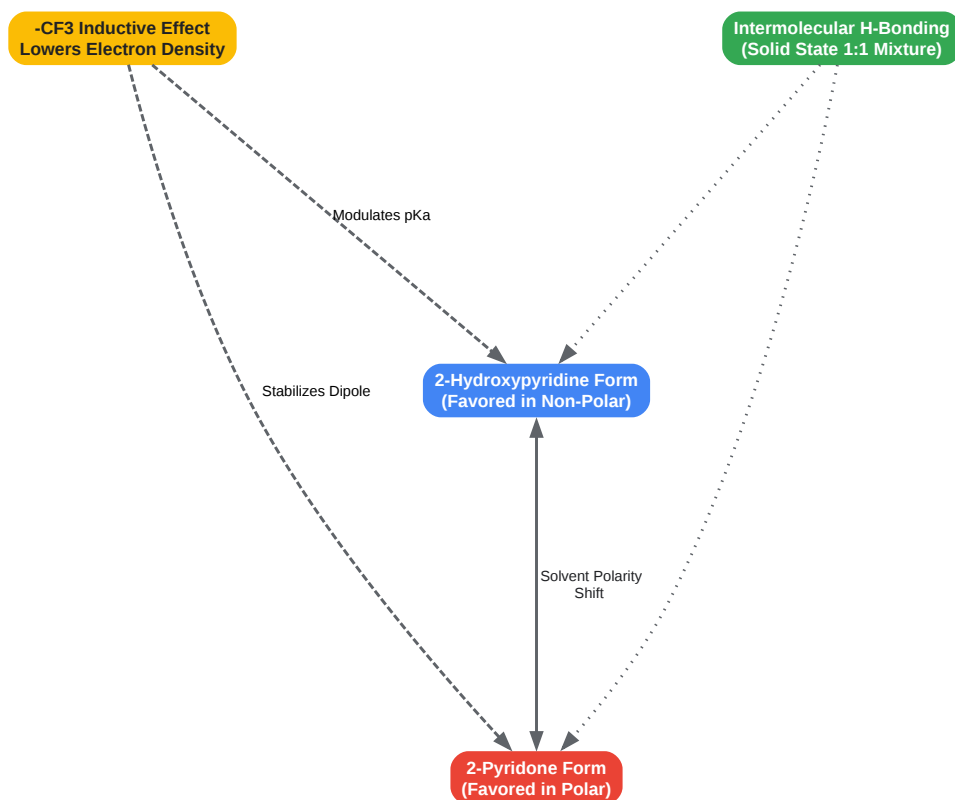 -CF3 Inductive Effect
Lowers Electron Density
Intermolecular H-Bonding
(Solid State 1:1 Mixture)
Modulates pKa
Stabilizes Dipole
2-Hydroxypyridine Form
(Favored in Non-Polar)
Solvent Polarity
Shift
2-Pyridone Form
(Favored in Polar)